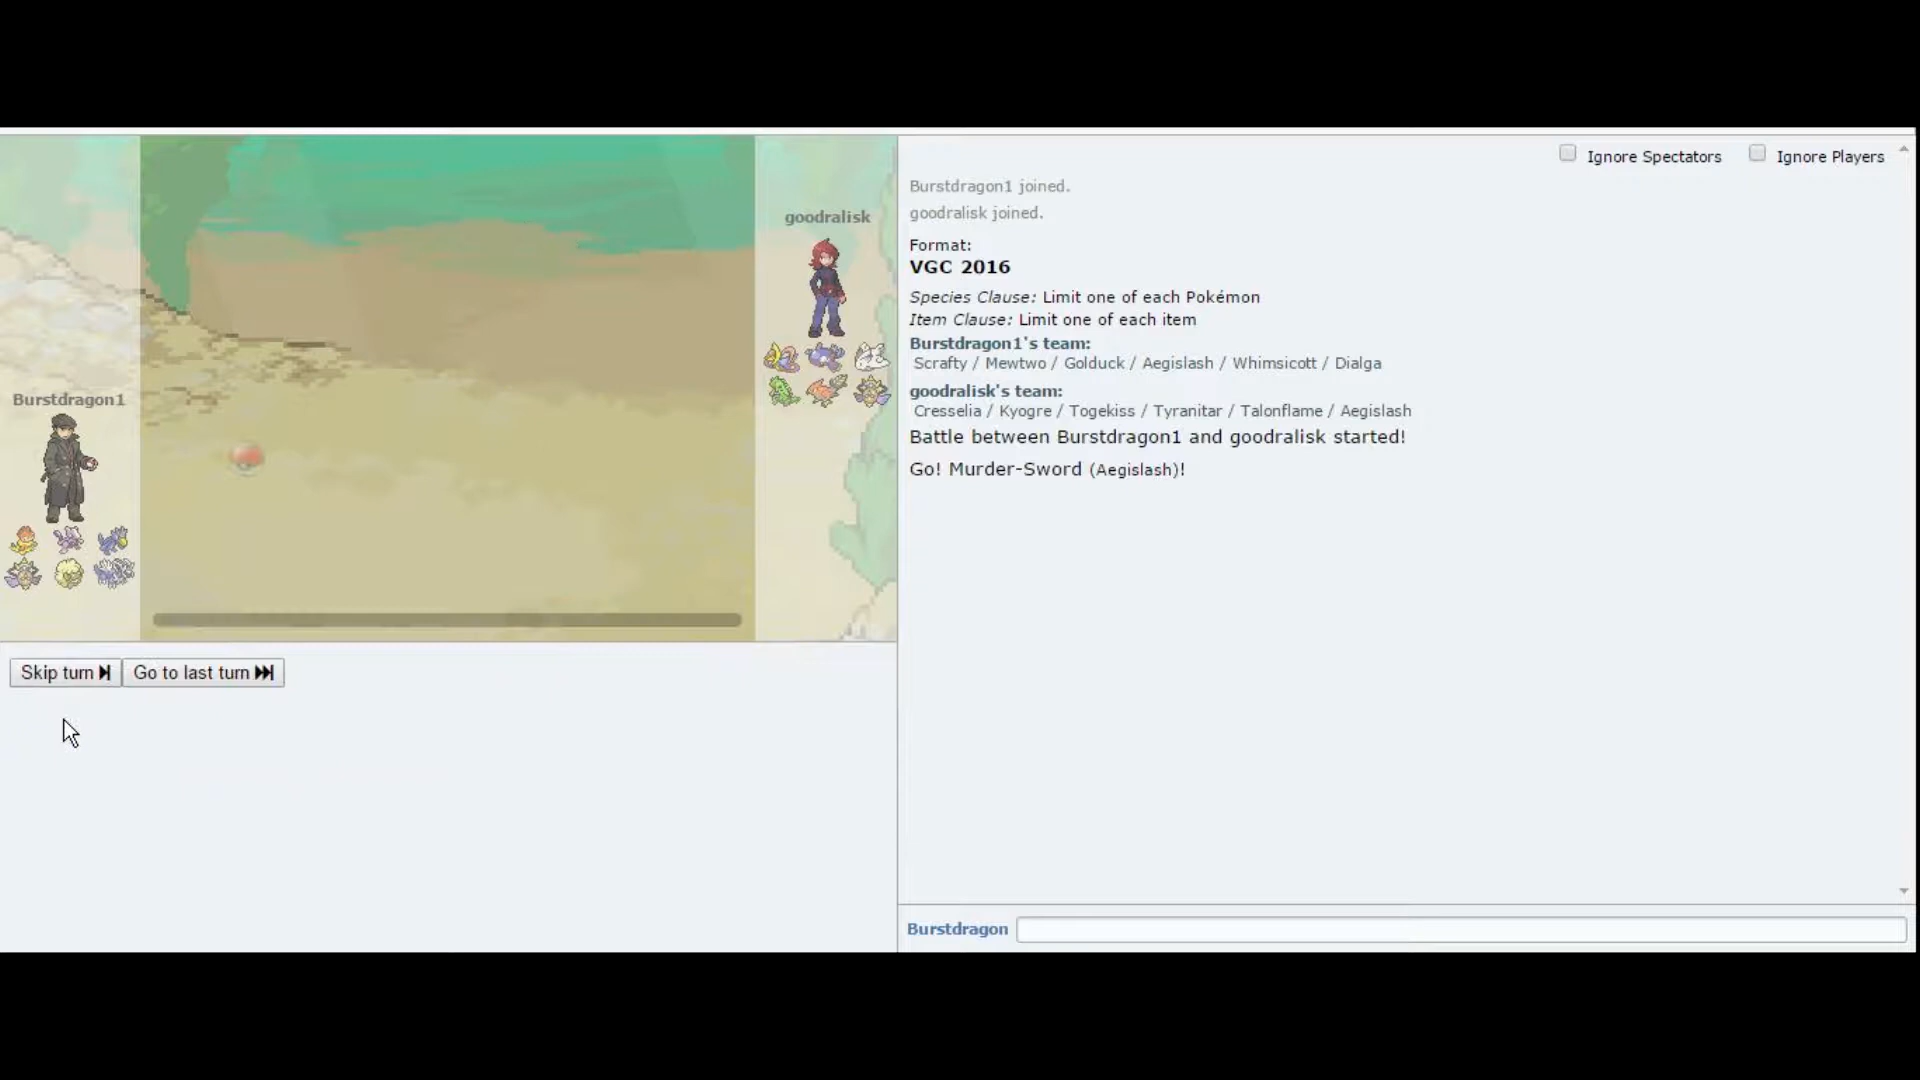 Ignore Spectators
Ignore Players
Burstdragon1 joined.
goodralisk joined.
Format:
VGC 2016
Species Clause: Limit one of each Pokémon
Item Clause: Limit one of each item
Burstdragon1's team:
Scrafty / Mewtwo / Golduck / Aegislash / Whimsicott / Dialga
goodralisk's team:
Cresselia / Kyogre / Togekiss / Tyranitar / Talonflame / Aegislash
Battle between Burstdragon1 and goodralisk started!
Go! Murder-Sword (Aegislash)!
goodralisk
Burstdragon1
Skip turn
Go to last turn
Burstdragon